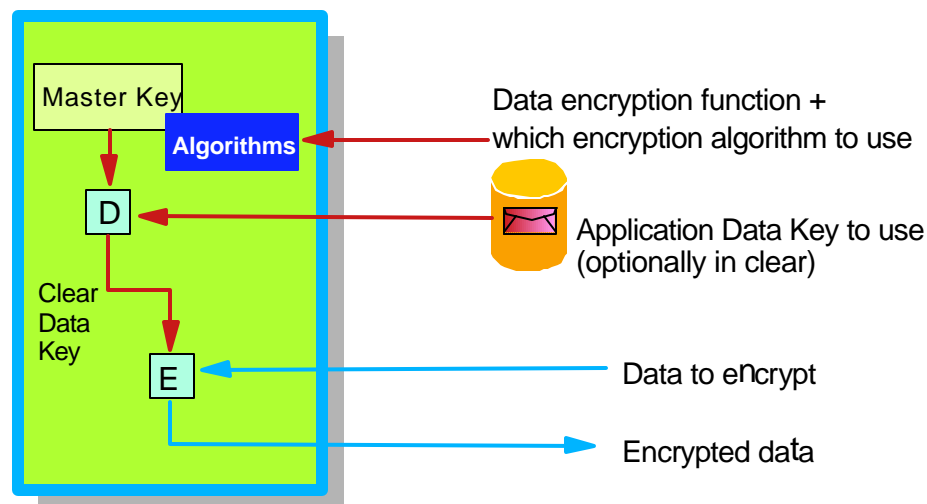 Master Key
Algorithms
Data encryption function +
which encryption algorithm to use
D
Application Data Key to use
(optionally in clear)
Clear
Data
Key
E
Data to encrypt
Encrypted data